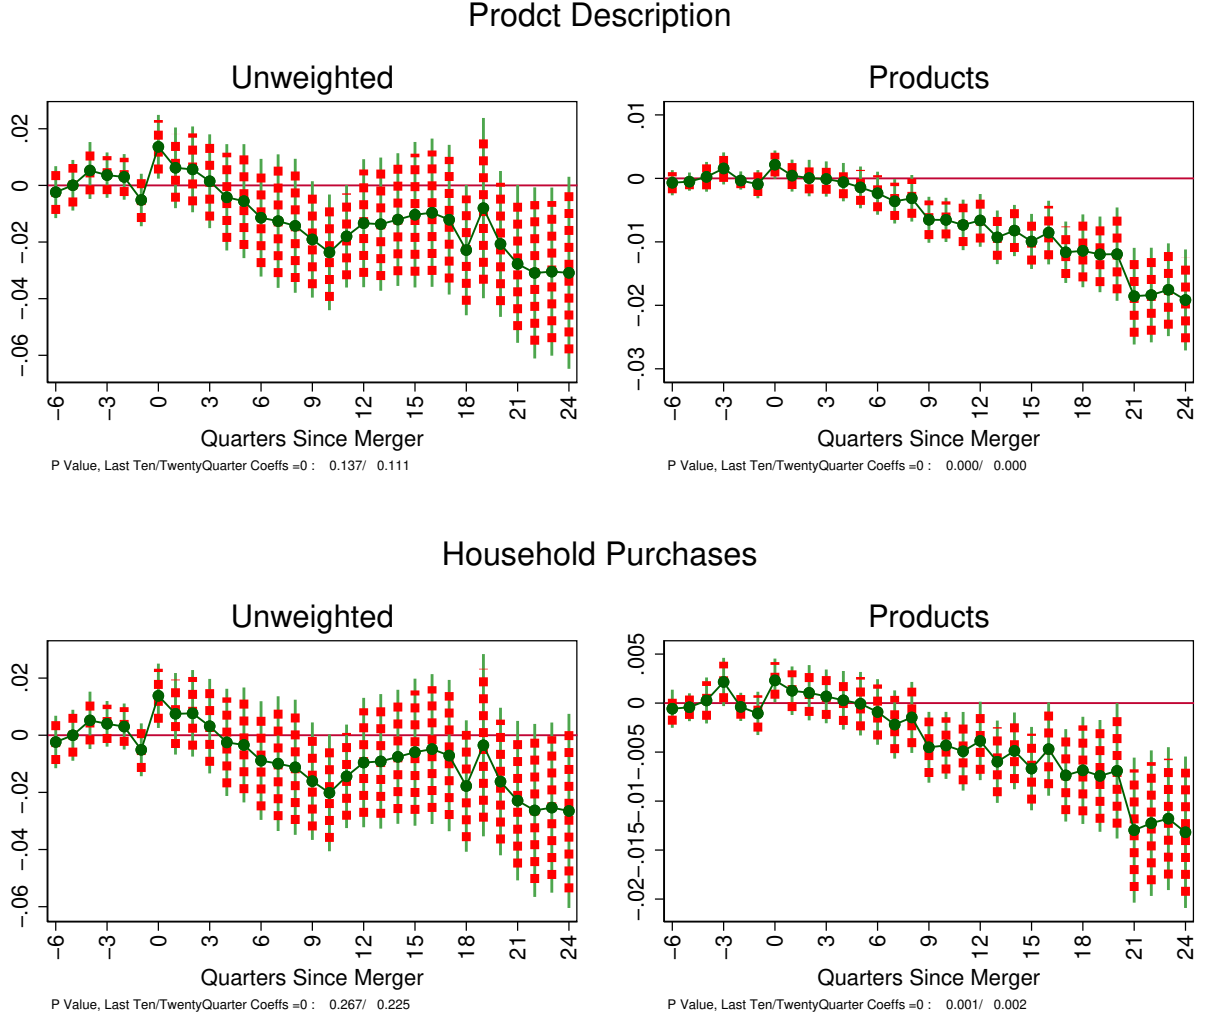 Prodct Description
Unweighted
.02
0
−.02
−.04
−.06
−6 −3 0 3 6 9 12 15 18 21 24
Quarters Since Merger
P Value, Last Ten/TwentyQuarter Coeffs =0 : 0.137/ 0.111
Products
.01
0
−.01
−.02
−.03
−6 −3 0 3 6 9 12 15 18 21 24
Quarters Since Merger
P Value, Last Ten/TwentyQuarter Coeffs =0 : 0.000/ 0.000
Household Purchases
Unweighted
.02
0
−.02
−.04
−.06
−6 −3 0 3 6 9 12 15 18 21 24
Quarters Since Merger
P Value, Last Ten/TwentyQuarter Coeffs =0 : 0.267/ 0.225
Products
.005
0
−.005
−.01
−.015
−.02
−6 −3 0 3 6 9 12 15 18 21 24
Quarters Since Merger
P Value, Last Ten/TwentyQuarter Coeffs =0 : 0.001/ 0.002